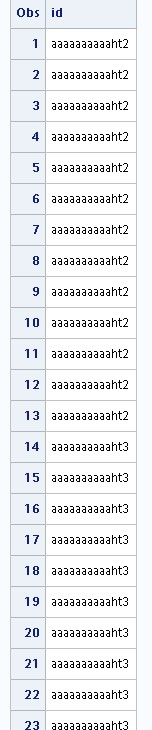 Obs id
1 aaaaaaaaaaht2
2 aaaaaaaaaaht2
3 aaaaaaaaaaht2
4 aaaaaaaaaaht2
5 aaaaaaaaaaht2
6 aaaaaaaaaaht2
7 aaaaaaaaaaht2
8 aaaaaaaaaaht2
9 aaaaaaaaaaht2
10 aaaaaaaaaaht2
11 aaaaaaaaaaht2
12 aaaaaaaaaaht2
13 aaaaaaaaaaht2
14 aaaaaaaaaaht3
15 aaaaaaaaaaht3
16 aaaaaaaaaaht3
17 aaaaaaaaaaht3
18 aaaaaaaaaaht3
19 aaaaaaaaaaht3
20 aaaaaaaaaaht3
21 aaaaaaaaaaht3
22 aaaaaaaaaaht3
23 aaaaaaaaaaht3